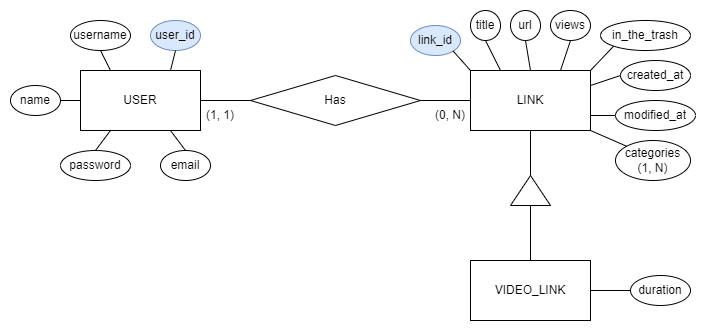 username
user_id
name
USER
(1, 1)
password
email
Has
(0, N)
link_id
title
url
views
in_the_trash
created_at
modified_at
categories
(1, N)
LINK
VIDEO_LINK
duration